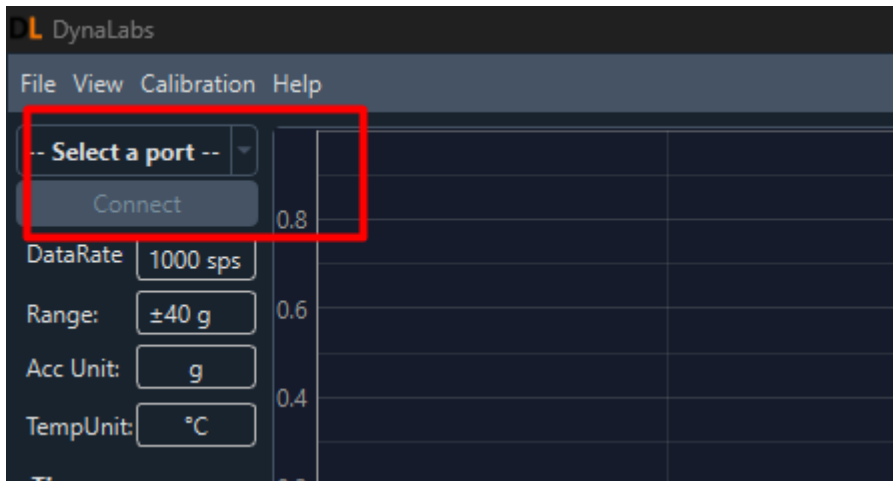 DL DynaLabs
File View Calibration Help
-- Select a port --
Connect
0.8
DataRate 1000 sps
Range: ±40 g
0.6
Acc Unit: g
0.4
TempUnit: °C